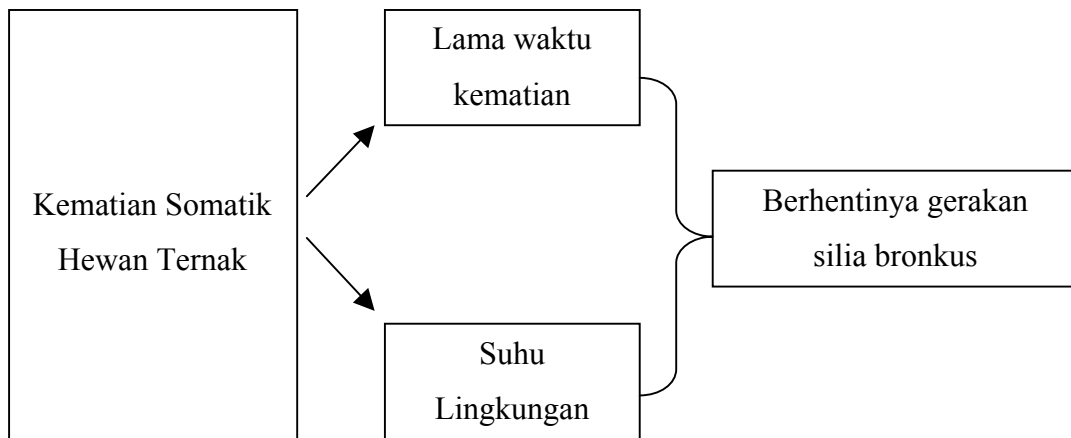 Kematian Somatik
Hewan Ternak
Lama waktu
kematian
Suhu
Lingkungan
Berhentinya gerakan
silia bronkus